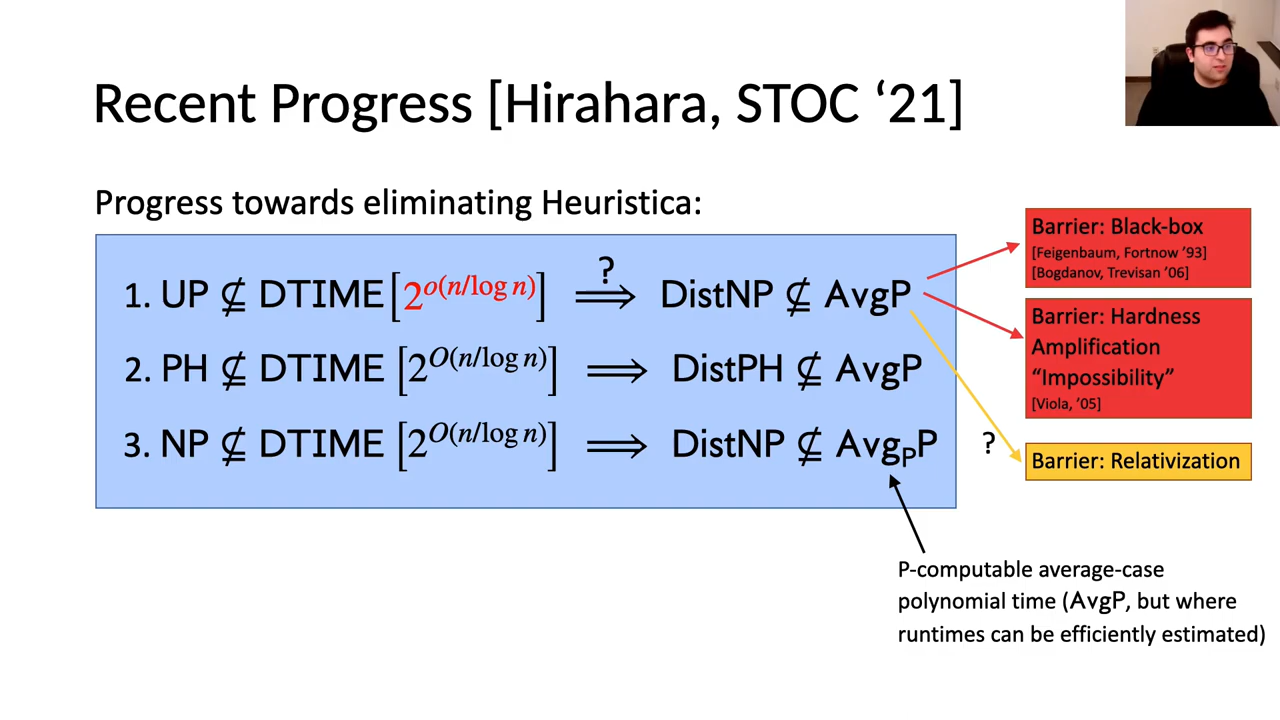 Recent Progress [Hirahara, STOC ‘21]
Progress towards eliminating Heuristica:
1. UP ⊈ DTIME[2^{o(n/log n)}] ⟹ DistNP ⊈ AvgP
?
2. PH ⊈ DTIME [2^{O(n/log n)}] ⟹ DistPH ⊈ AvgP
3. NP ⊈ DTIME [2^{O(n/log n)}] ⟹ DistNP ⊈ Avg_PP
Barrier: Black-box
[Feigenbaum, Fortnow ’93]
[Bogdanov, Trevisan ’06]
Barrier: Hardness
Amplification
“Impossibility”
[Viola, ’05]
?
Barrier: Relativization
P-computable average-case
polynomial time (AvgP, but where
runtimes can be efficiently estimated)